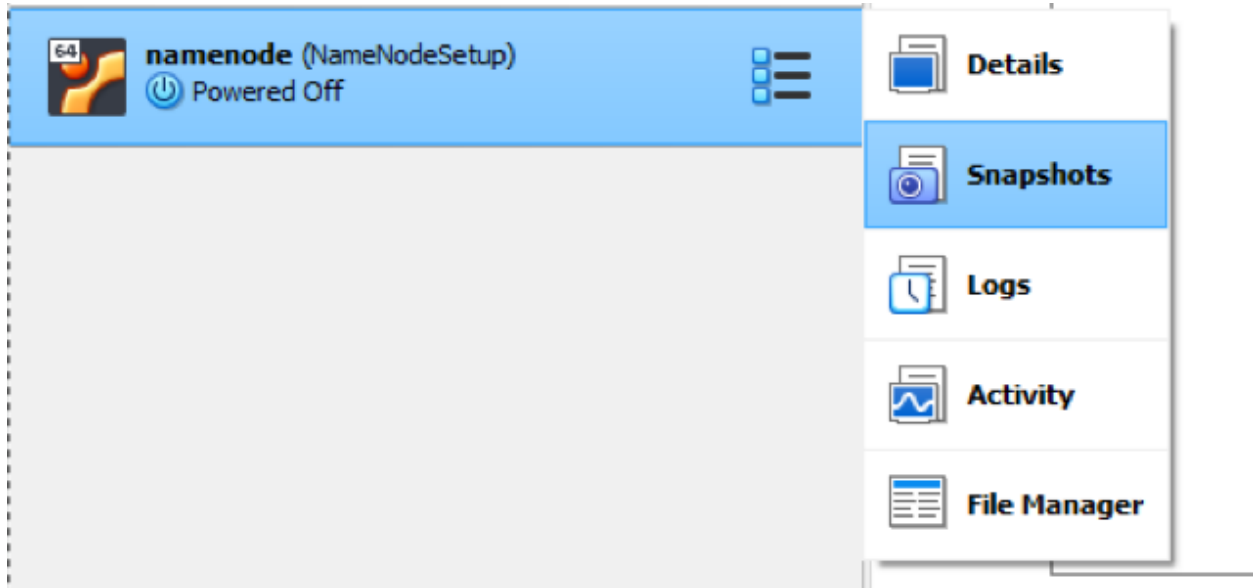 64
namenode (NameNodeSetup)
Powered Off
Details
Snapshots
Logs
Activity
File Manager